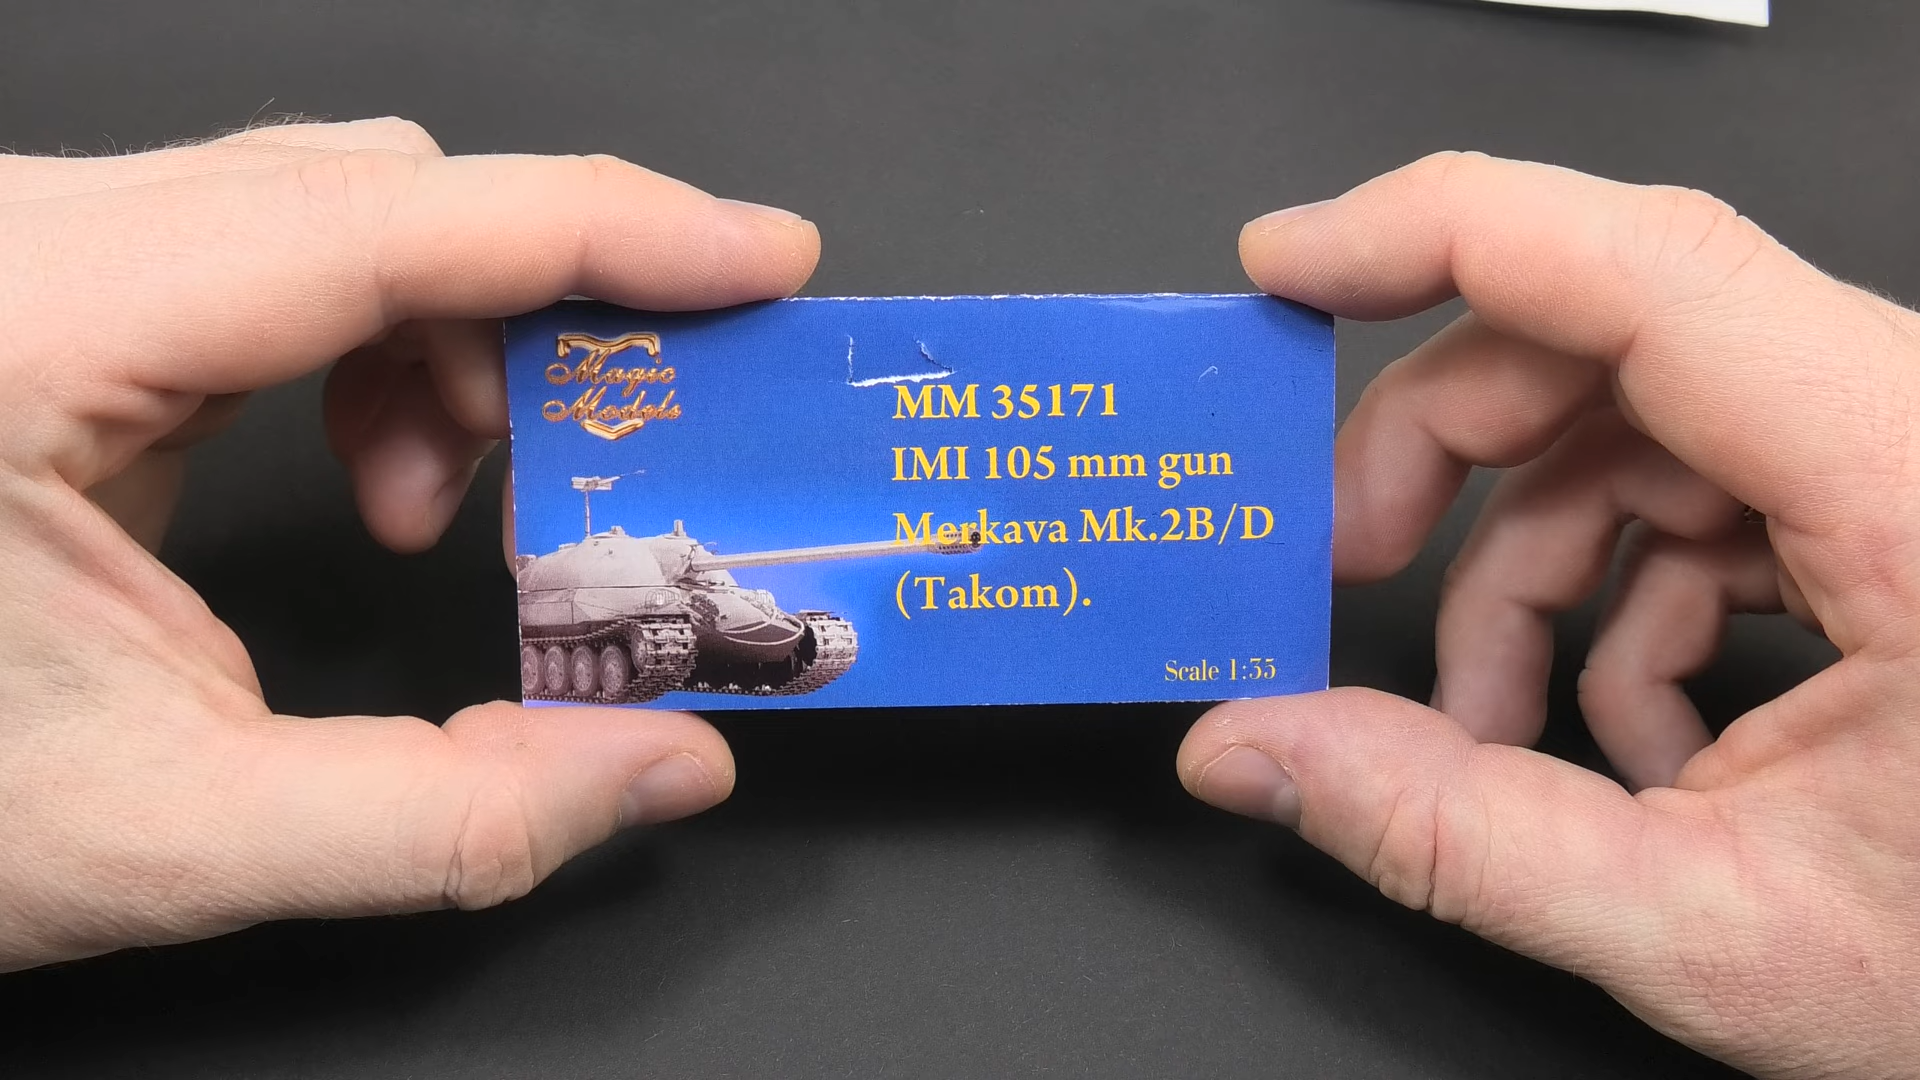 Magic
Models
MM 35171
IMI 105 mm gun
Merkava Mk.2B/D
(Takom).
Scale 1:35